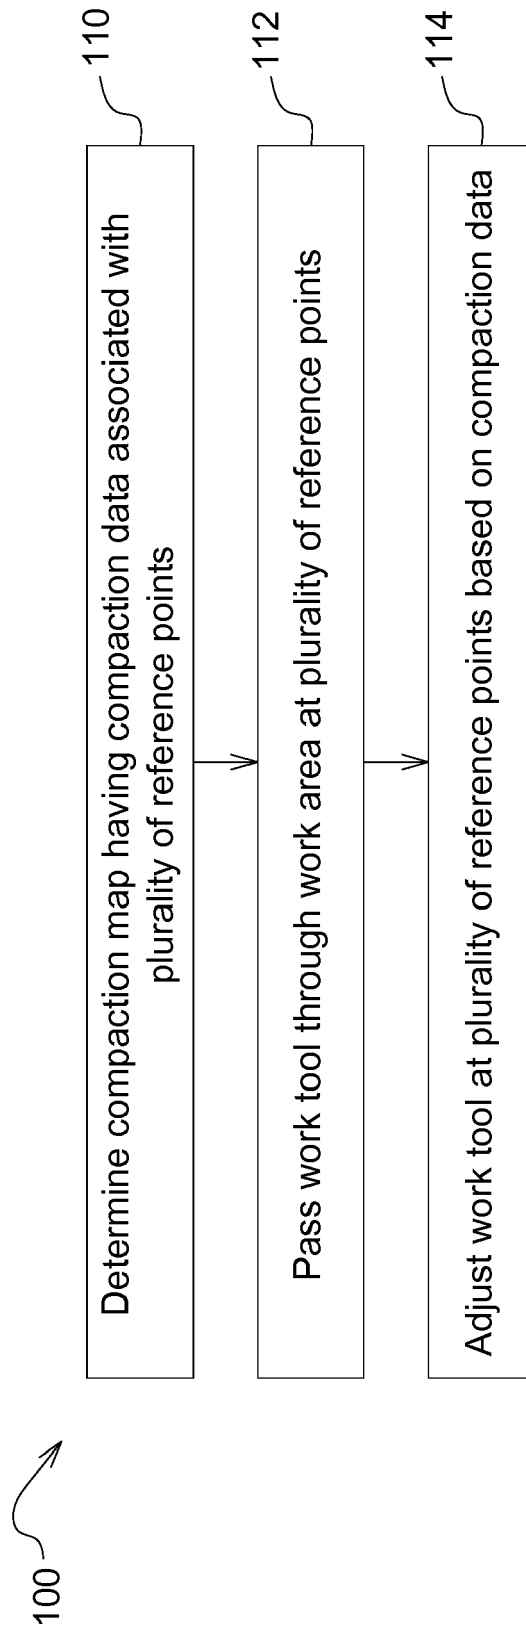 100
Determine compaction map having compaction data associated with
plurality of reference points
110
Pass work tool through work area at plurality of reference points
112
Adjust work tool at plurality of reference points based on compaction data
114